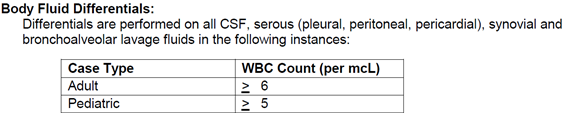 Body Fluid Differentials:
Differentials are performed on all CSF, serous (pleural, peritoneal, pericardial), synovial and
bronchoalveolar lavage fluids in the following instances:
Case Type WBC Count (per mcL)
Adult ≥ 6
Pediatric ≥ 5